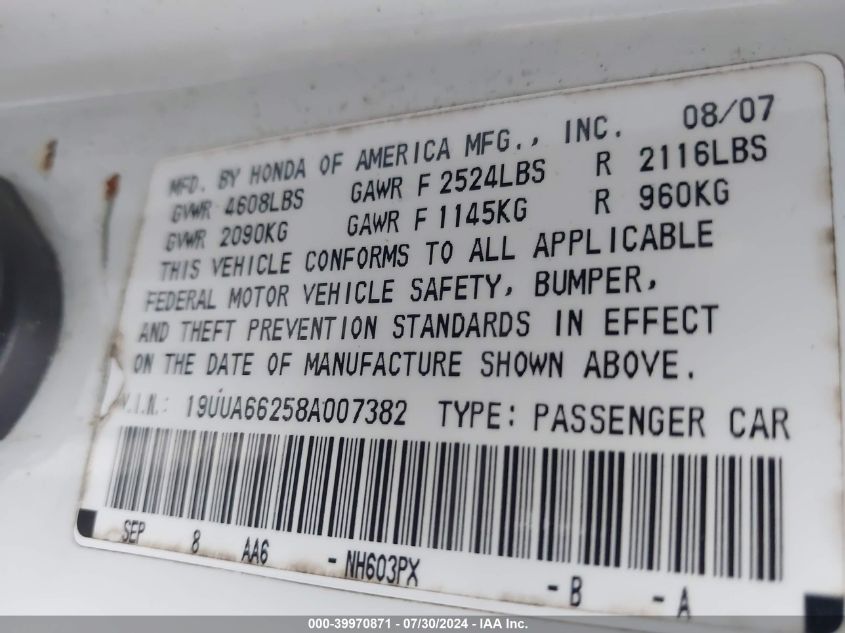 MFD. BY HONDA OF AMERICA MFG., INC. 08/07
GVWR 4608LBS GAWR F 2524LBS R 2116LBS
GVWR 2090KG GAWR F 1145KG R 960KG
THIS VEHICLE CONFORMS TO ALL APPLICABLE
FEDERAL MOTOR VEHICLE SAFETY, BUMPER,
AND THEFT PREVENTION STANDARDS IN EFFECT
ON THE DATE OF MANUFACTURE SHOWN ABOVE.
V.I.N.: 19UUA66258A007382 TYPE: PASSENGER CAR
SEP 8 AA6 - NH603PX - B - A
000-39970871 - 07/30/2024 - IAA Inc.